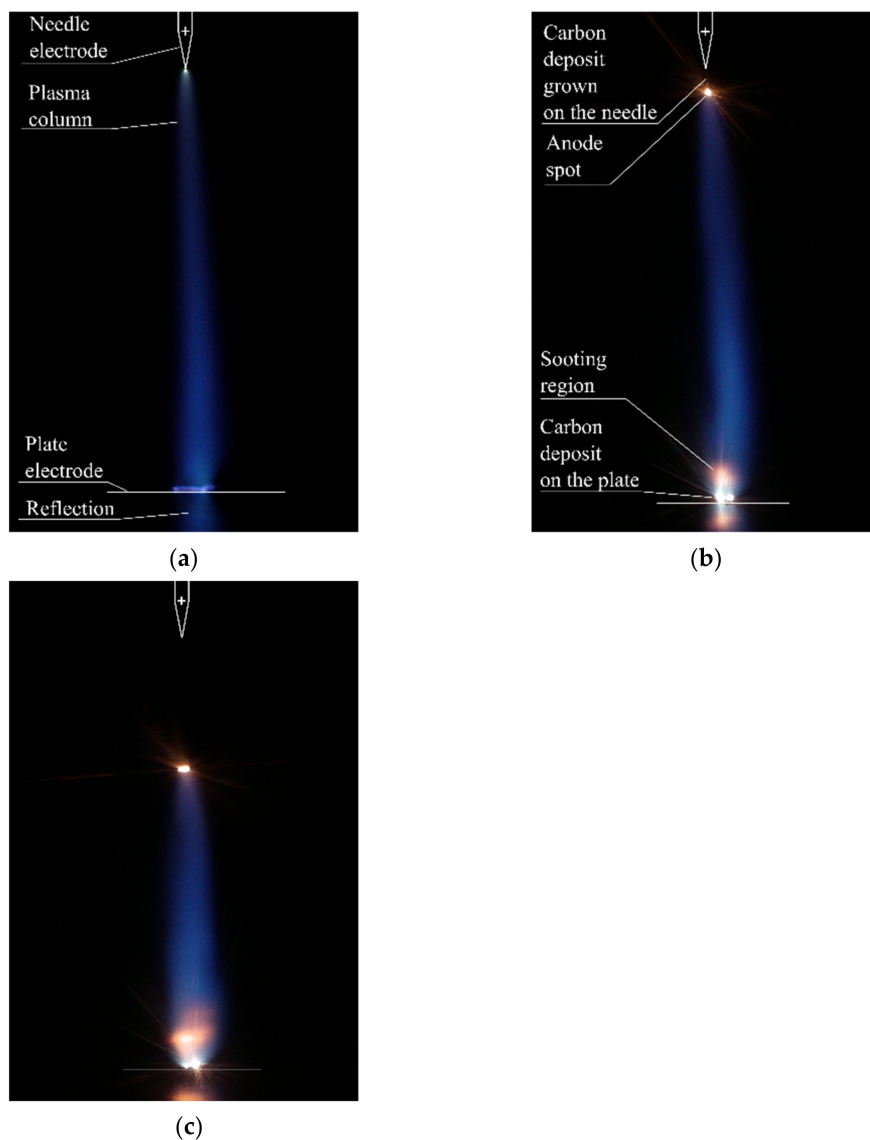 Needle
electrode
+
Plasma
column
Plate
electrode
Reflection
(a)
+
Carbon
deposit
grown
on the needle
Anode
spot
Sooting
region
Carbon
deposit
on the plate
(b)
+
(c)